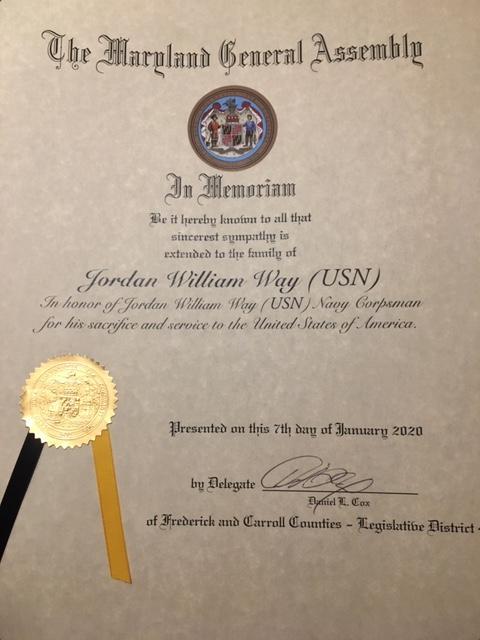 The Maryland General Assembly
In Memoriam
Be it hereby known to all that
sincerest sympathy is
extended to the family of
Jordan William Way (USN)
In honor of Jordan William Way (USN) Navy Corpsman
for his sacrifice and service to the United States of America.
Presented on this 7th day of January 2020
by Delegate
Daniel L. Cox
of Frederick and Carroll Counties - Legislative District